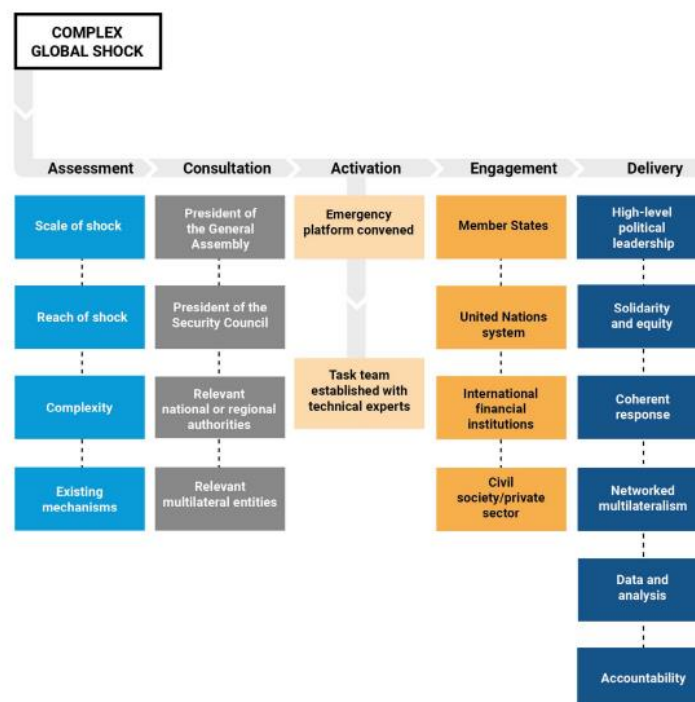 COMPLEX
GLOBAL SHOCK
Assessment
Consultation
Activation
Engagement
Delivery
Scale of shock
Reach of shock
Complexity
Existing
mechanisms
President of
the General
Assembly
President of the
Security Council
Relevant
national or regional
authorities
Relevant
multilateral entities
Emergency
platform convened
Task team
established with
technical experts
Member States
United Nations
system
International
financial
institutions
Civil
society/private
sector
High-level
political
leadership
Solidarity
and equity
Coherent
response
Networked
multilateralism
Data and
analysis
Accountability